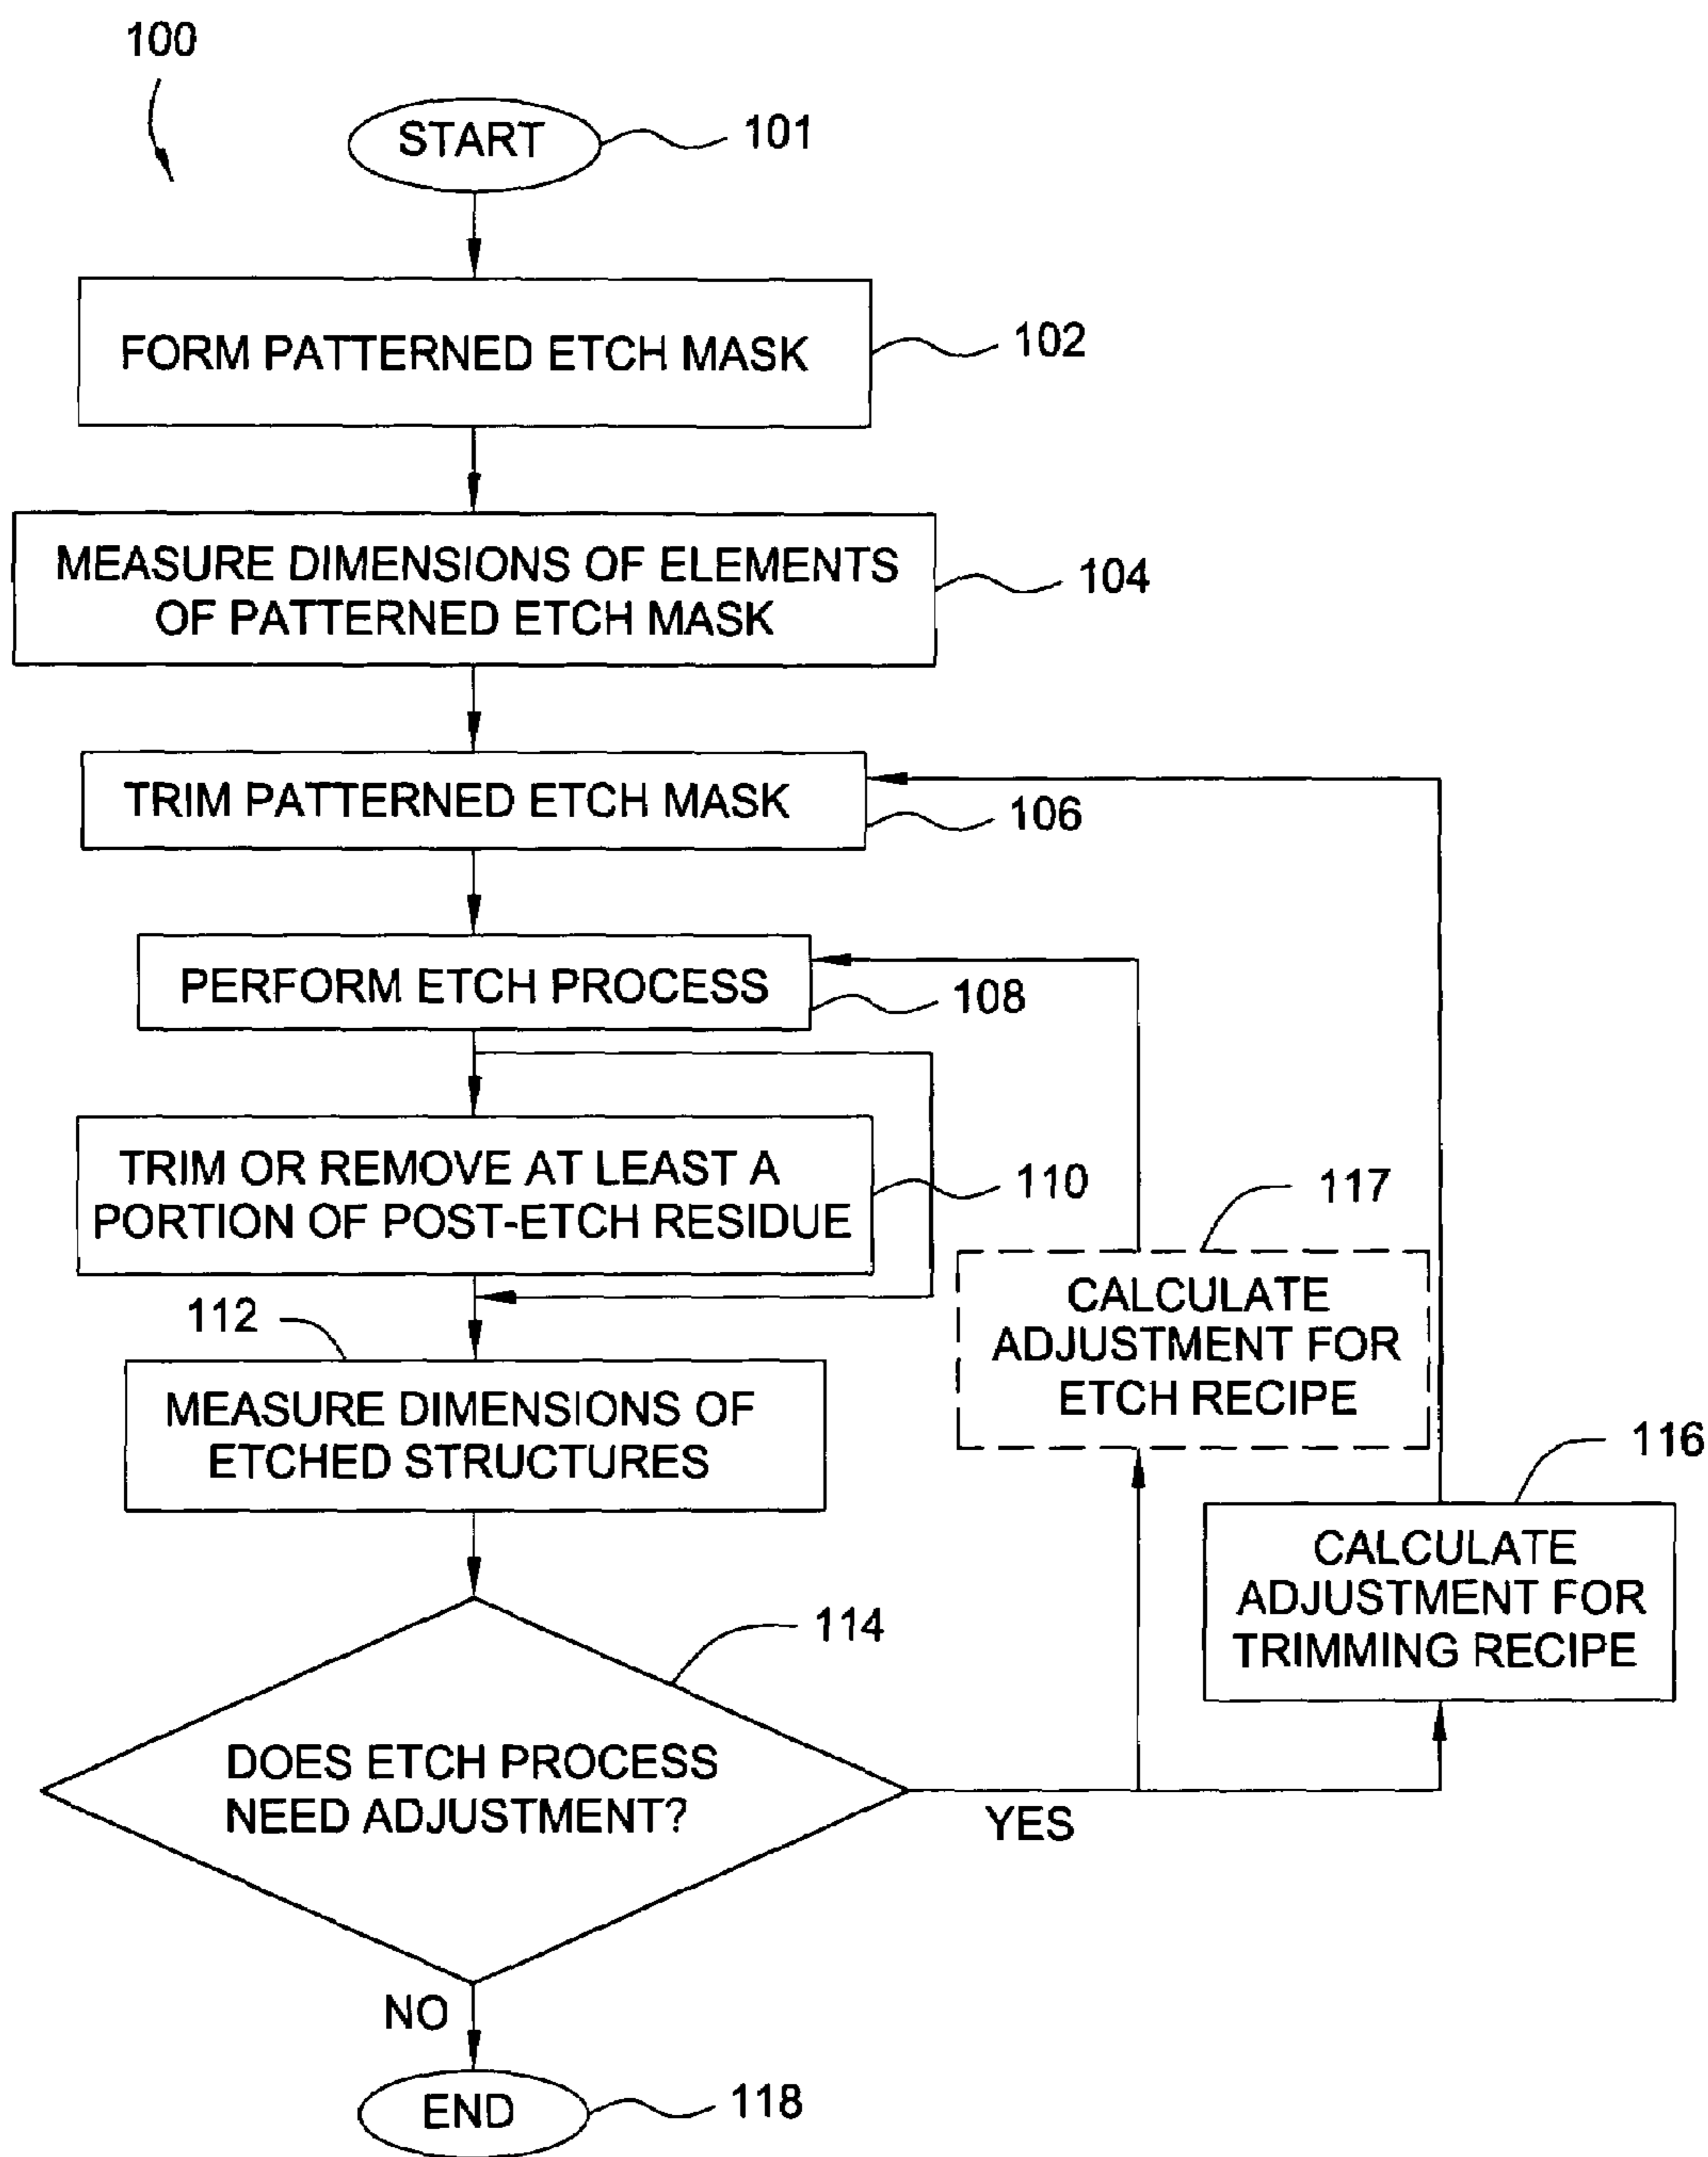 100
START
101
FORM PATTERNED ETCH MASK
102
MEASURE DIMENSIONS OF ELEMENTS
OF PATTERNED ETCH MASK
104
TRIM PATTERNED ETCH MASK
106
PERFORM ETCH PROCESS
108
TRIM OR REMOVE AT LEAST A
PORTION OF POST-ETCH RESIDUE
110
117
CALCULATE
ADJUSTMENT FOR
ETCH RECIPE
112
MEASURE DIMENSIONS OF
ETCHED STRUCTURES
116
CALCULATE
ADJUSTMENT FOR
TRIMMING RECIPE
114
DOES ETCH PROCESS
NEED ADJUSTMENT?
YES
NO
END
118